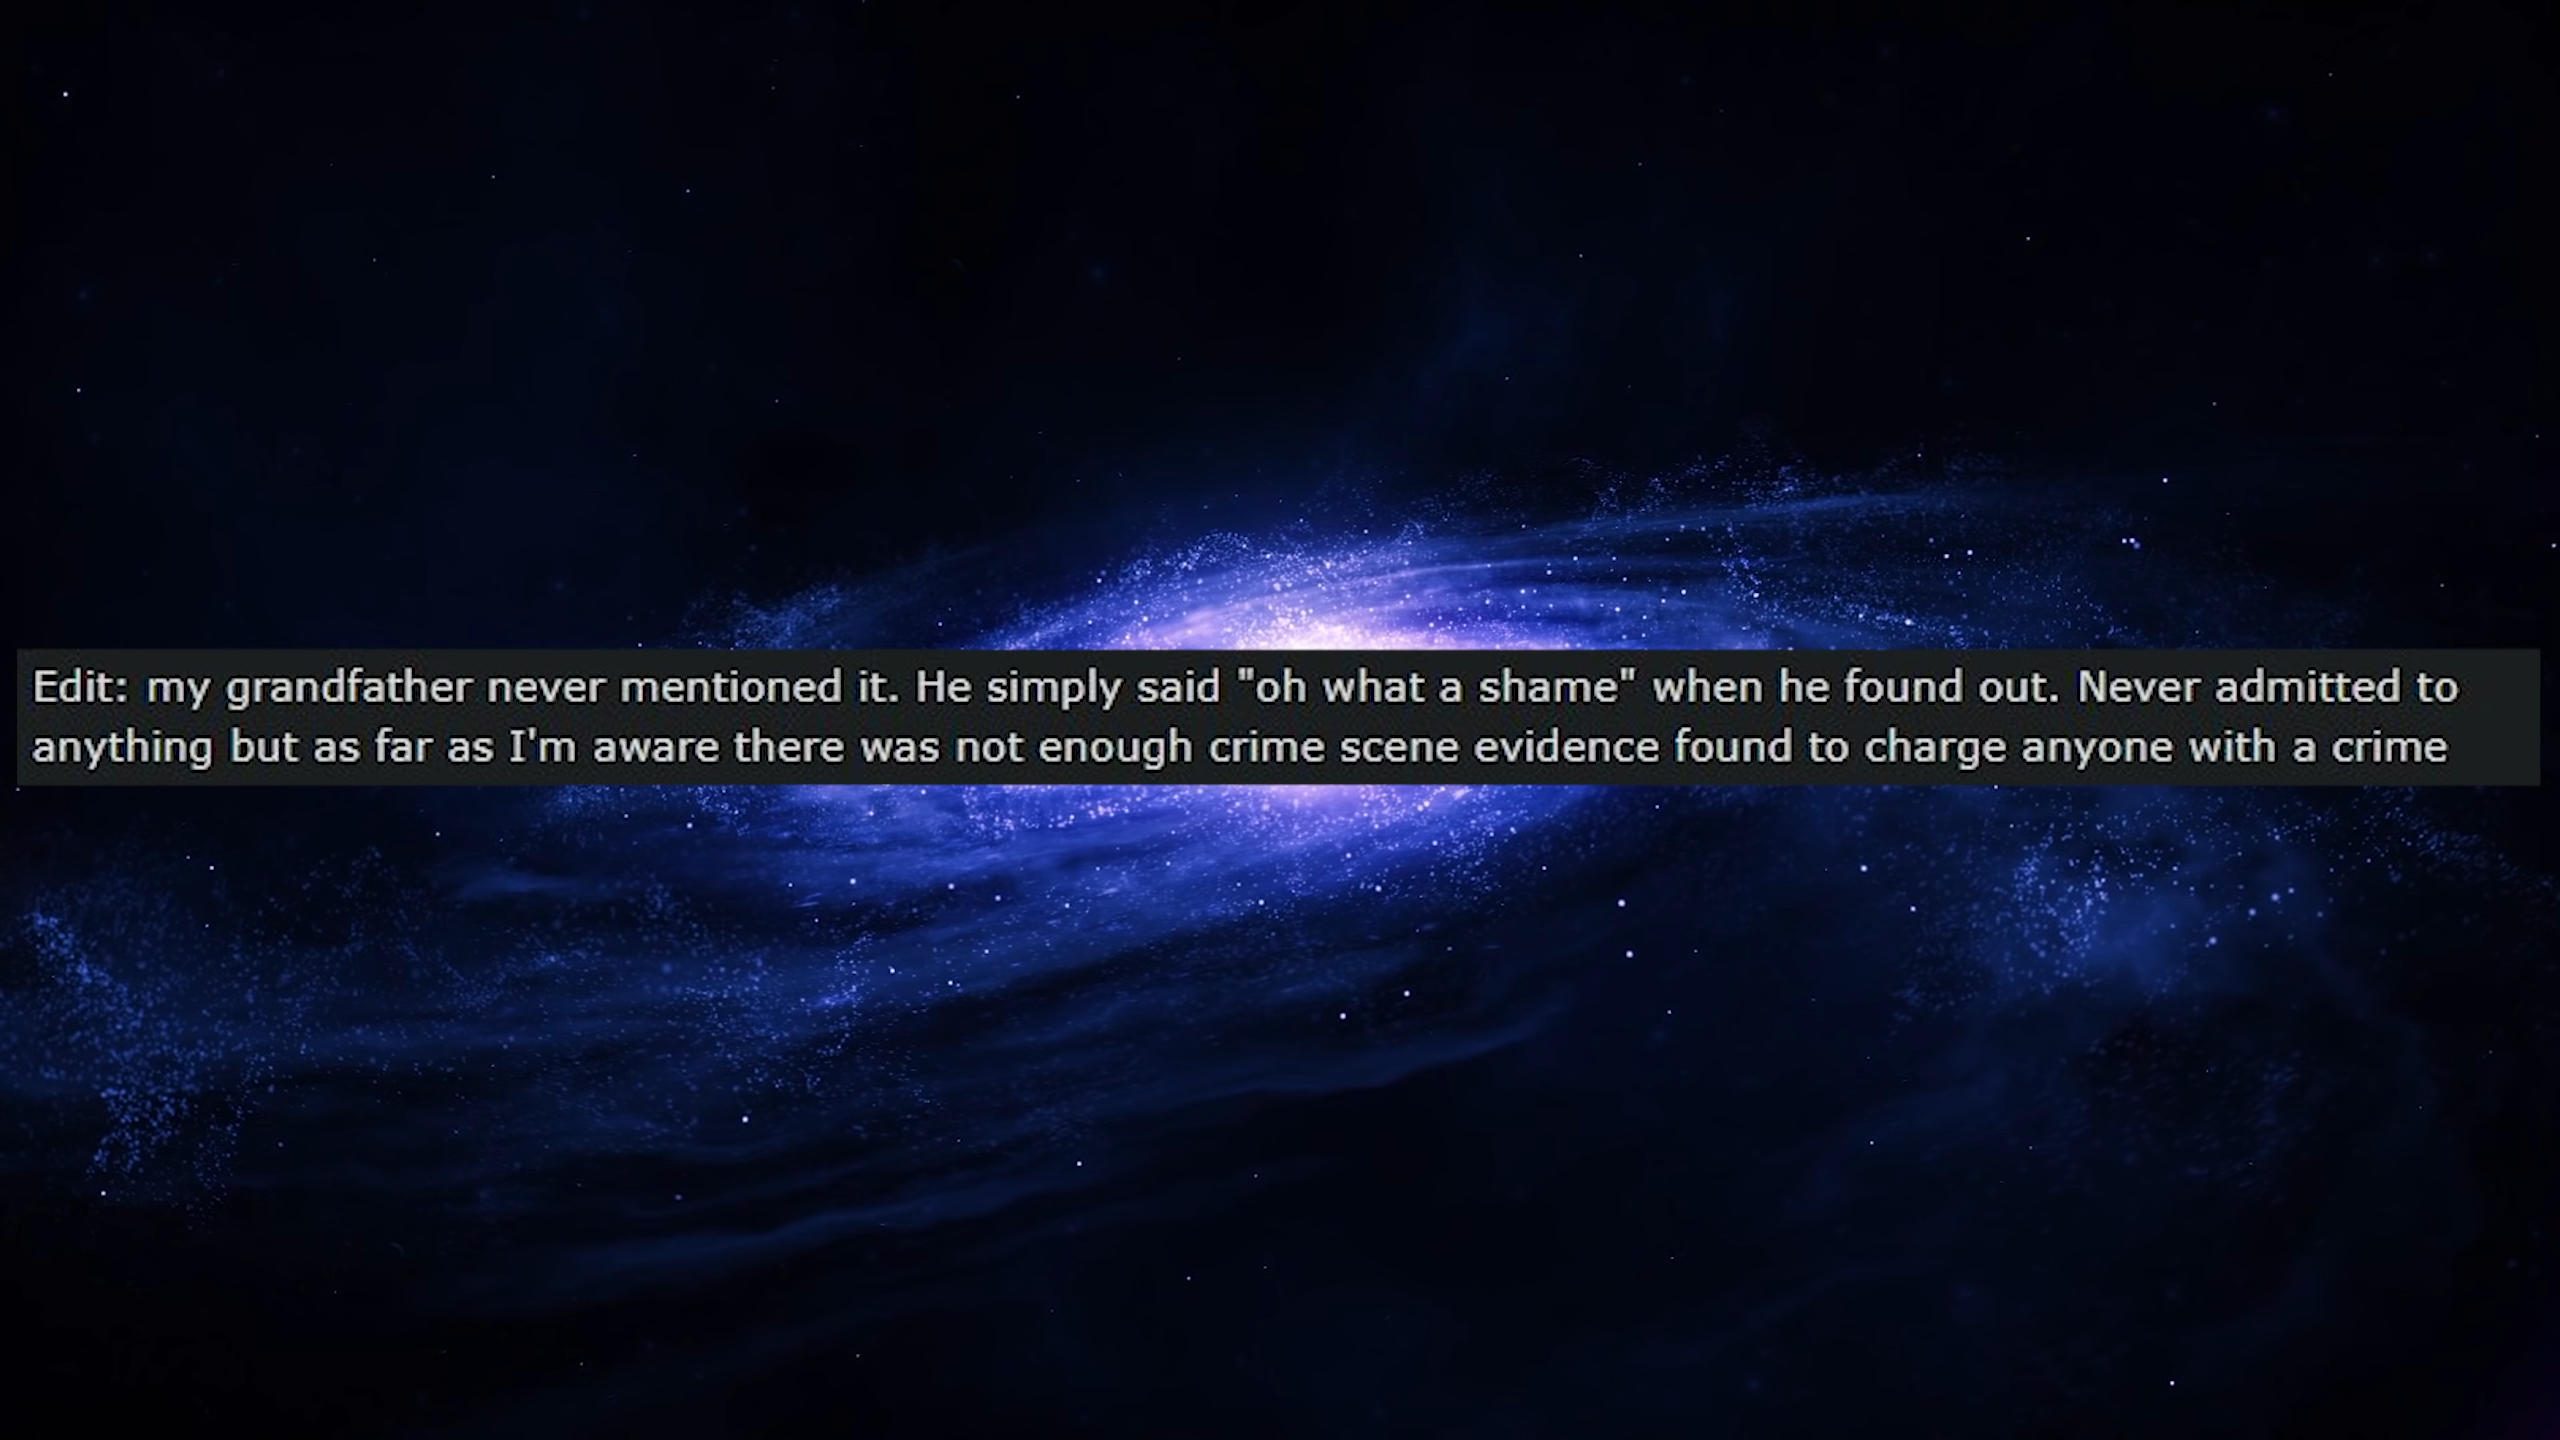 Edit: my grandfather never mentioned it. He simply said "oh what a shame" when he found out. Never admitted to
anything but as far as I'm aware there was not enough crime scene evidence found to charge anyone with a crime